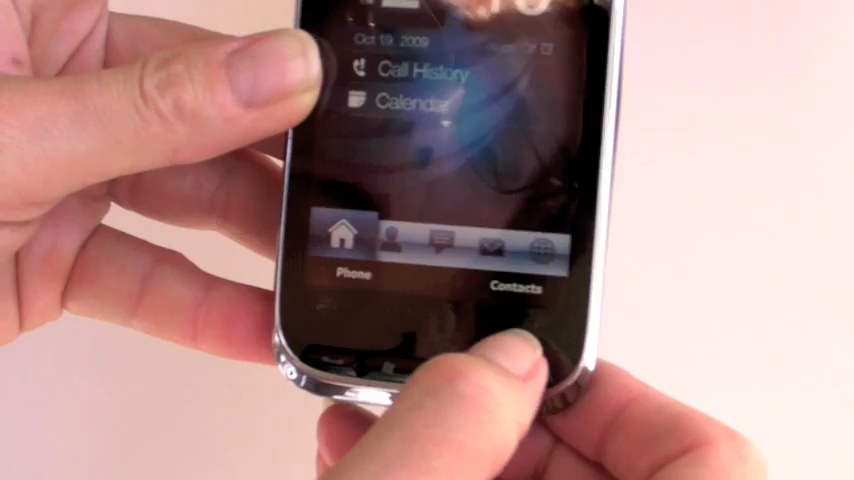 Oct 19, 2009
Call History
Calendar
Phone
Contacts